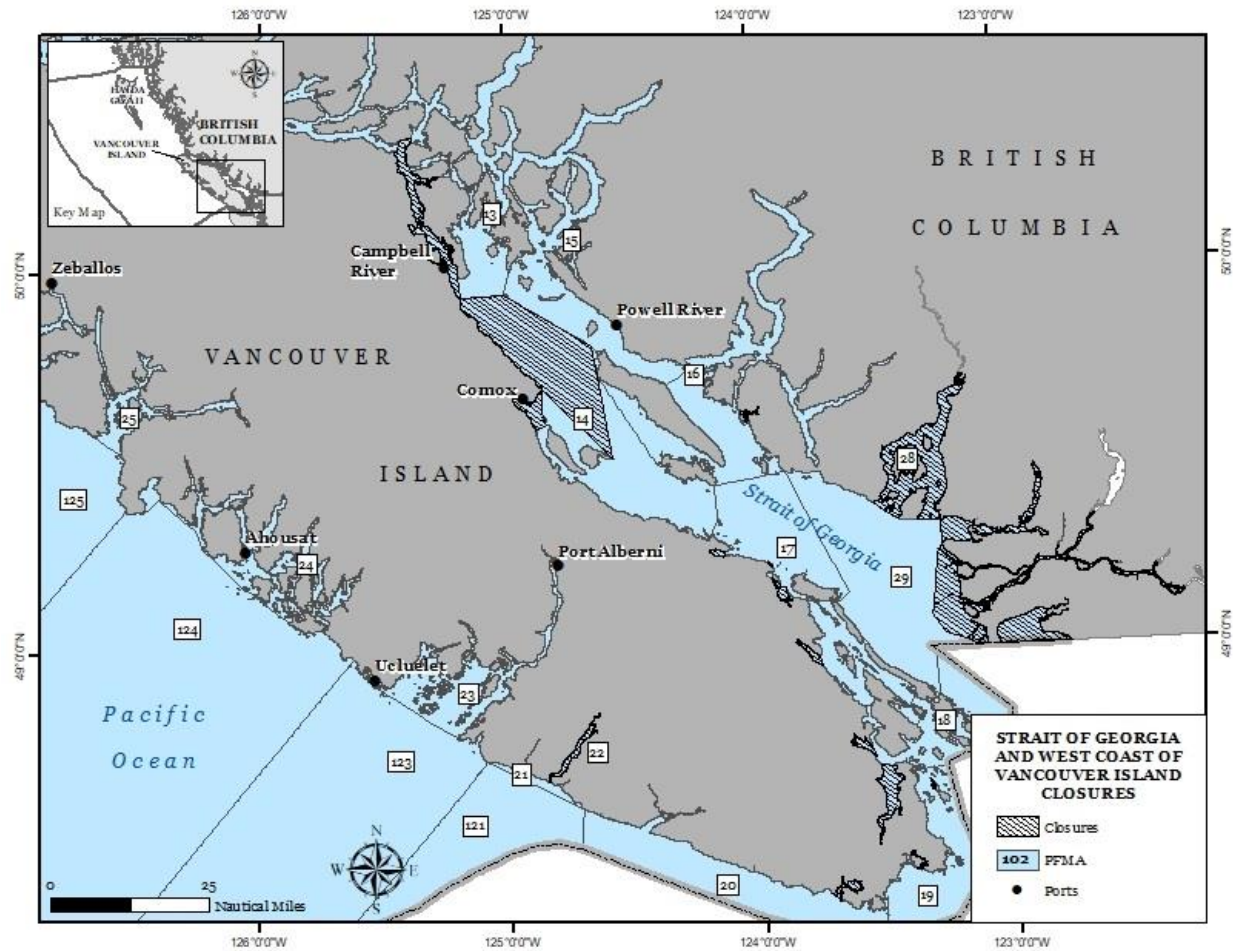 126°0'0"W
125°0'0"W
124°0'0"W
123°0'0"W
HAIDA
GWAII
BRITISH
COLUMBIA
VANCOUVER
ISLAND
Key Map
N
W
E
S
BRITISH
COLUMBIA
13
15
Campbell
River
50°0'0"N
50°0'0"N
Zeballos
Powell River
VANCOUVER
16
Comox
14
25
28
ISLAND
125
Strait of Georgia
Ahousat
24
Port Alberni
17
29
124
49°0'0"N
49°0'0"N
Ucluelet
23
Pacific
Ocean
18
22
21
123
121
20
19
N
W
E
S
0
25
Nautical Miles
STRAIT OF GEORGIA
AND WEST COAST OF
VANCOUVER ISLAND
CLOSURES
Closures
102 PFMA
Ports
126°0'0"W
125°0'0"W
124°0'0"W
123°0'0"W